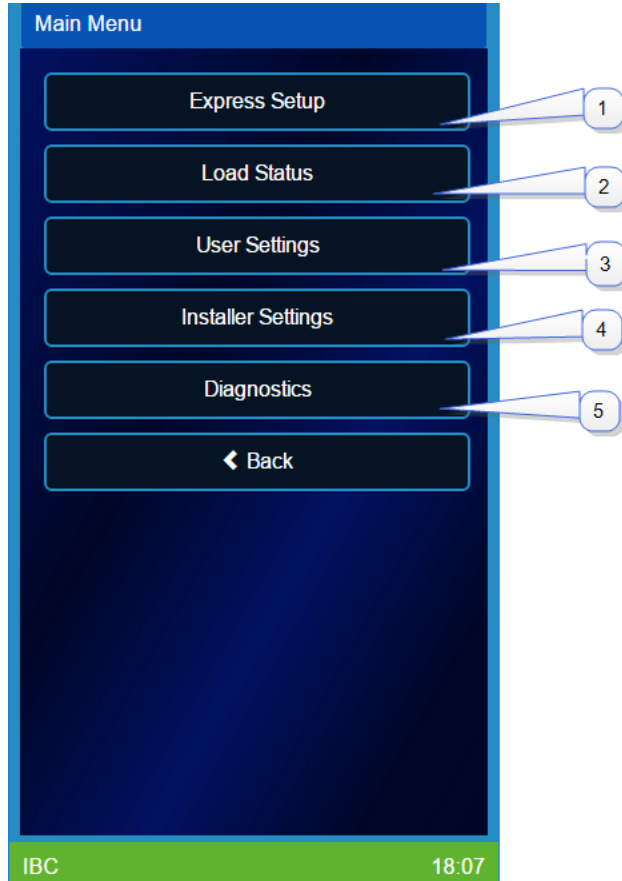 Main Menu
Express Setup
1
Load Status
2
User Settings
3
Installer Settings
4
Diagnostics
5
Back
IBC 18:07